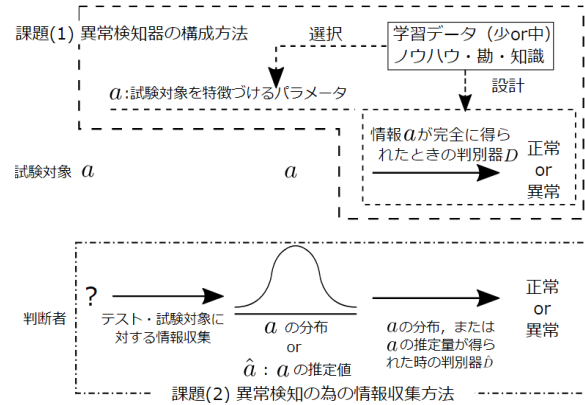 課題(1) 異常検知器の構成方法
選択
学習データ（少or中）
ノウハウ・勘・知識
設計
a:試験対象を特徴づけるパラメータ
情報aが完全に得ら
れたときの判別器D
正常
or
異常
試験対象 a
a
判断者
?
テスト・試験対象に
対する情報収集
a の分布
or
â : a の推定値
aの分布，または
aの推定量が得ら
れた時の判別器Ḋ
正常
or
異常
課題(2) 異常検知の為の情報収集方法